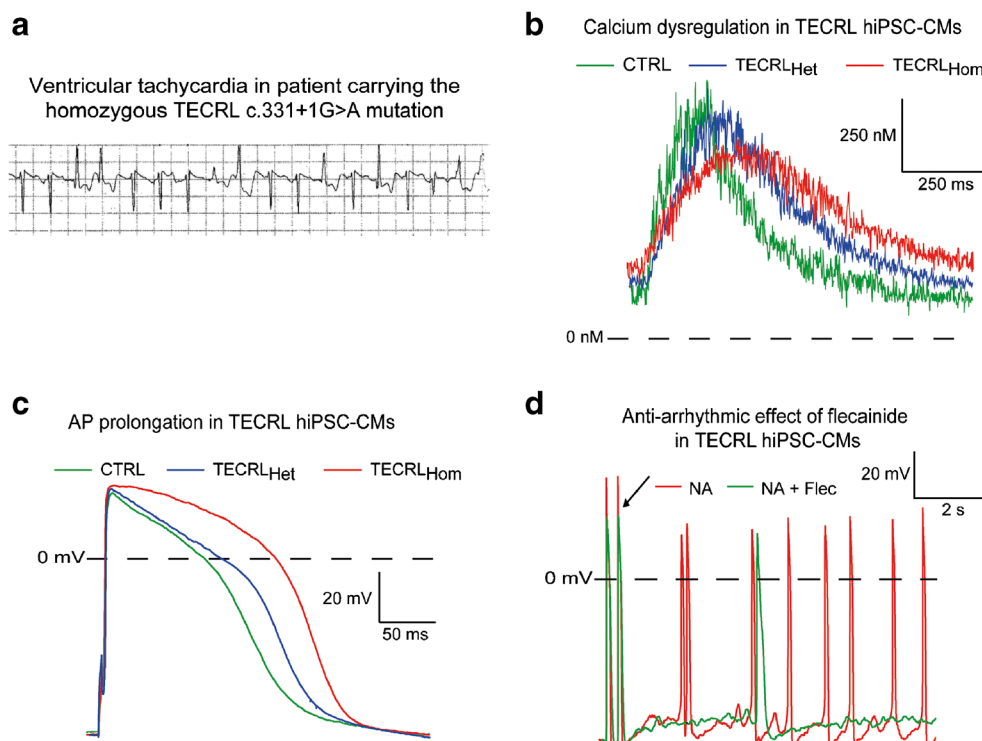 a
Ventricular tachycardia in patient carrying the
homozygous TECRL c.331+1G>A mutation
b
Calcium dysregulation in TECRL hiPSC-CMs
CTRL TECRLHet TECRLHom
250 nM
250 ms
0 nM
c
AP prolongation in TECRL hiPSC-CMs
CTRL TECRLHet TECRLHom
0 mV
20 mV
50 ms
d
Anti-arrhythmic effect of flecainide
in TECRL hiPSC-CMs
NA NA + Flec
20 mV
2 s
0 mV